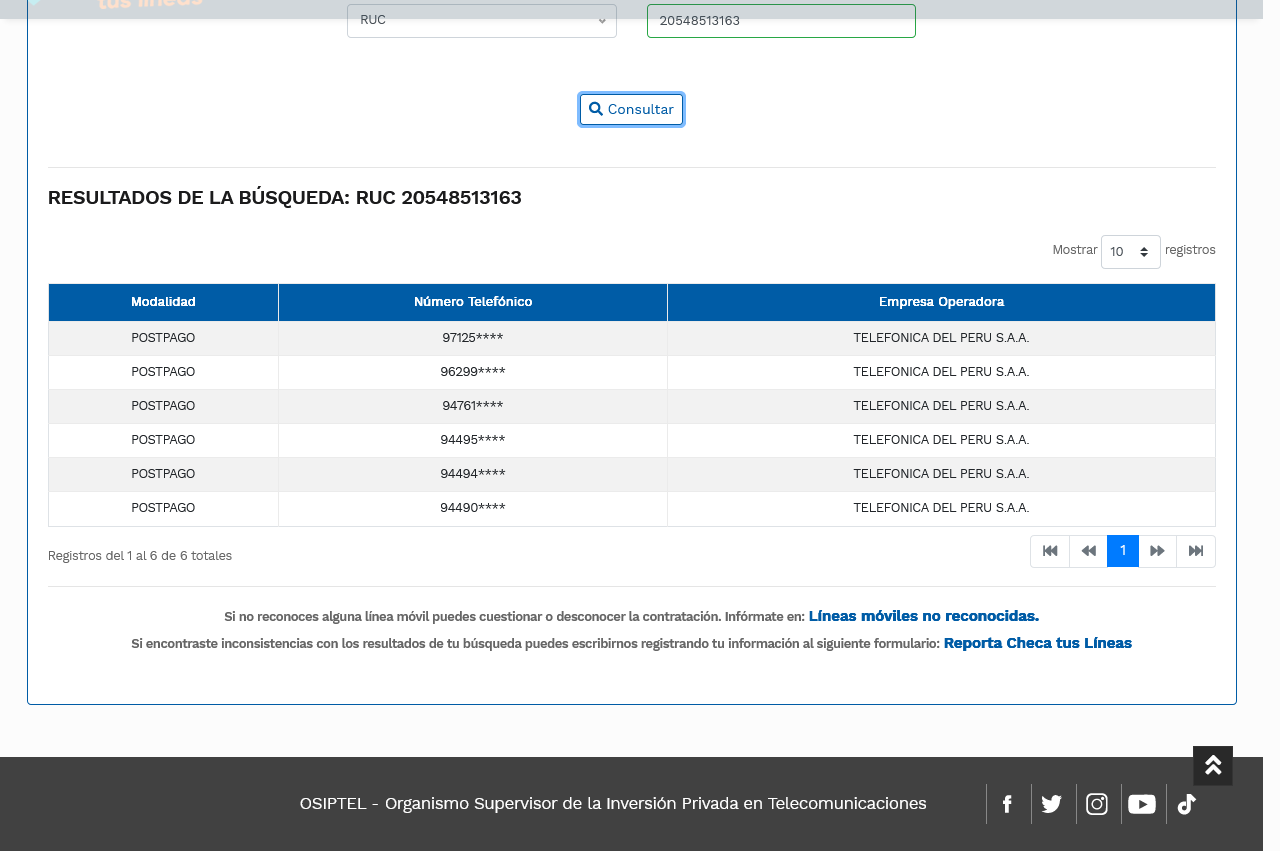 tus líneas
RUC 20548513163
Consultar
RESULTADOS DE LA BÚSQUEDA: RUC 20548513163
Mostrar 10 registros
Modalidad Número Telefónico Empresa Operadora
POSTPAGO 97125**** TELEFONICA DEL PERU S.A.A.
POSTPAGO 96299**** TELEFONICA DEL PERU S.A.A.
POSTPAGO 94761**** TELEFONICA DEL PERU S.A.A.
POSTPAGO 94495**** TELEFONICA DEL PERU S.A.A.
POSTPAGO 94494**** TELEFONICA DEL PERU S.A.A.
POSTPAGO 94490**** TELEFONICA DEL PERU S.A.A.
Registros del 1 al 6 de 6 totales 1
Si no reconoces alguna línea móvil puedes cuestionar o desconocer la contratación. Infórmate en: Líneas móviles no reconocidas.
Si encontraste inconsistencias con los resultados de tu búsqueda puedes escribirnos registrando tu información al siguiente formulario: Reporta Checa tus Líneas
OSIPTEL - Organismo Supervisor de la Inversión Privada en Telecomunicaciones